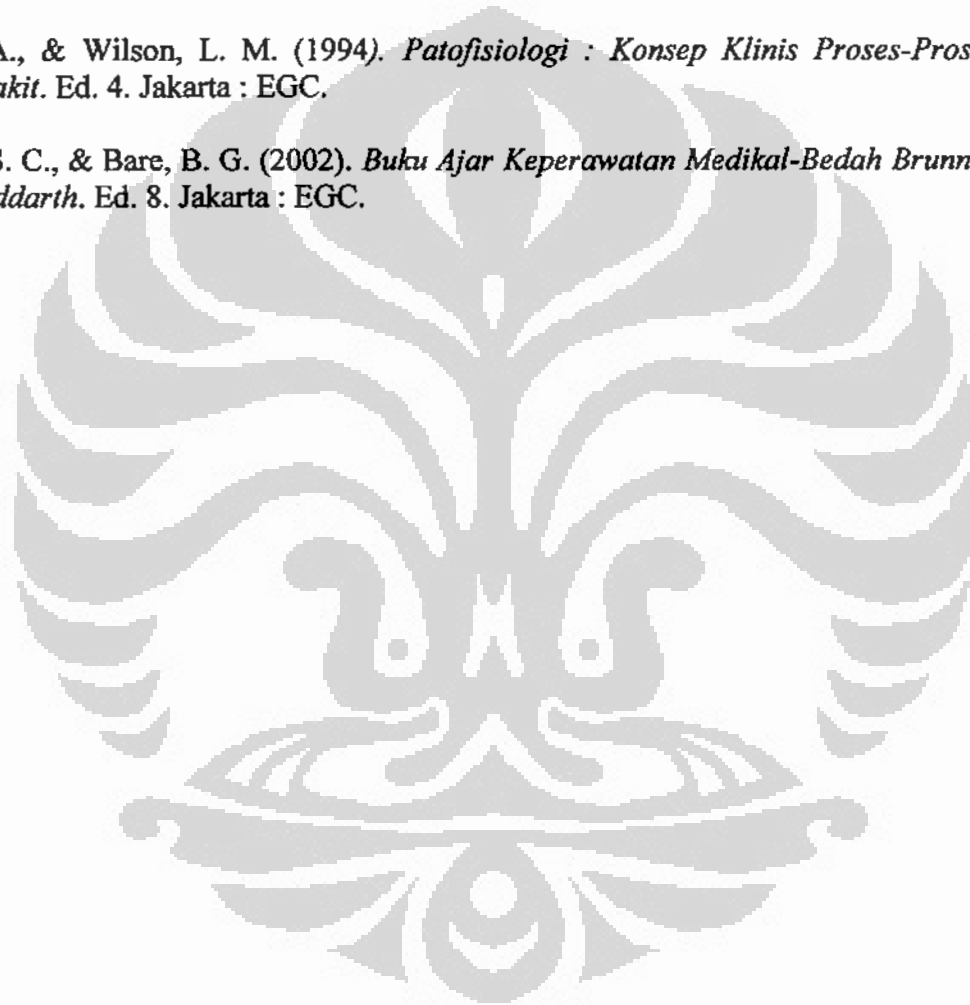 A., & Wilson, L. M. (1994). Patofisiologi : Konsep Klinis Proses-Pros
akit. Ed. 4. Jakarta : EGC.
S. C., & Bare, B. G. (2002). Buku Ajar Keperawatan Medikal-Bedah Brunn
ddarth. Ed. 8. Jakarta : EGC.